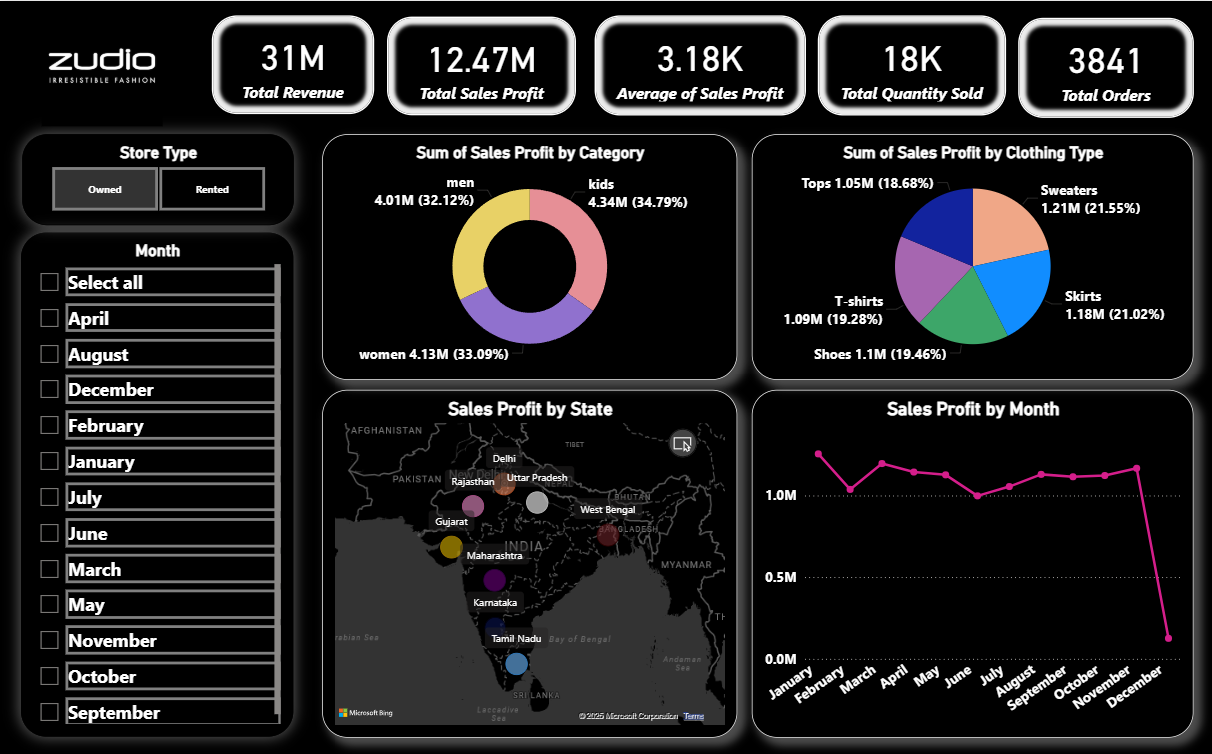 zudio
IRRESISTIBLE FASHION
31M
Total Revenue
12.47M
Total Sales Profit
3.18K
Average of Sales Profit
18K
Total Quantity Sold
3841
Total Orders
Store Type
Owned
Rented
Month
Select all
April
August
December
February
January
July
June
March
May
November
October
September
Sum of Sales Profit by Category
men
4.01M (32.12%)
kids
4.34M (34.79%)
women 4.13M (33.09%)
Sum of Sales Profit by Clothing Type
Tops 1.05M (18.68%)
Sweaters
1.21M (21.55%)
T-shirts
1.09M (19.28%)
Skirts
1.18M (21.02%)
Shoes 1.1M (19.46%)
Sales Profit by State
AFGHANISTAN
TIBET
Delhi
PAKISTAN
New Delhi
Rajasthan
Uttar Pradesh
NEPAL
BHUTAN
Gujarat
West Bengal
BANGLADESH
INDIA
Maharashtra
MYANMAR
Karnataka
Tamil Nadu
Bay of Bengal
rabian Sea
TH
Andaman
Sea
SRI LANKA
Laccadive
Sea
Microsoft Bing
© 2025 Microsoft Corporation Terms
Sales Profit by Month
1.0M
0.5M
0.0M
January
February
March
April
May
June
July
August
September
October
November
December